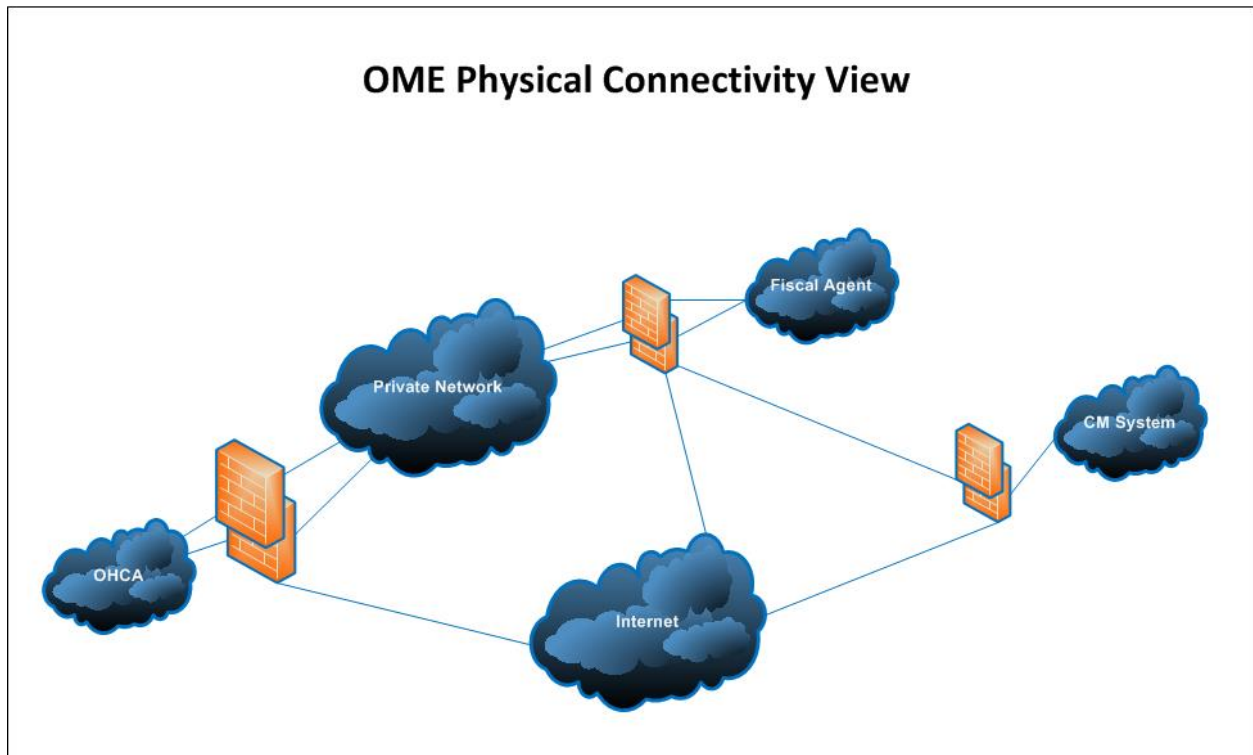 OME Physical Connectivity View
Fiscal Agent
Private Network
CM System
OHCA
Internet